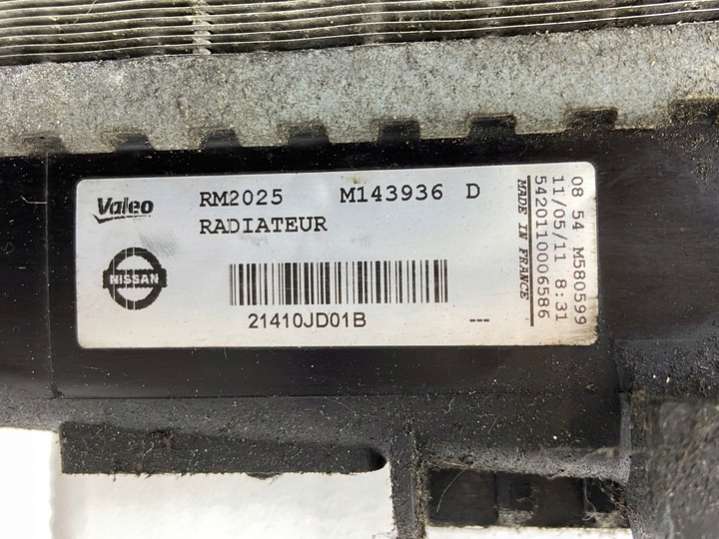 Valeo
RM2025 M143936 D
RADIATEUR
NISSAN
21410JD01B
---
MADE IN FRANCE
5420110006586
11/05/11 8:31
08 54 M580599